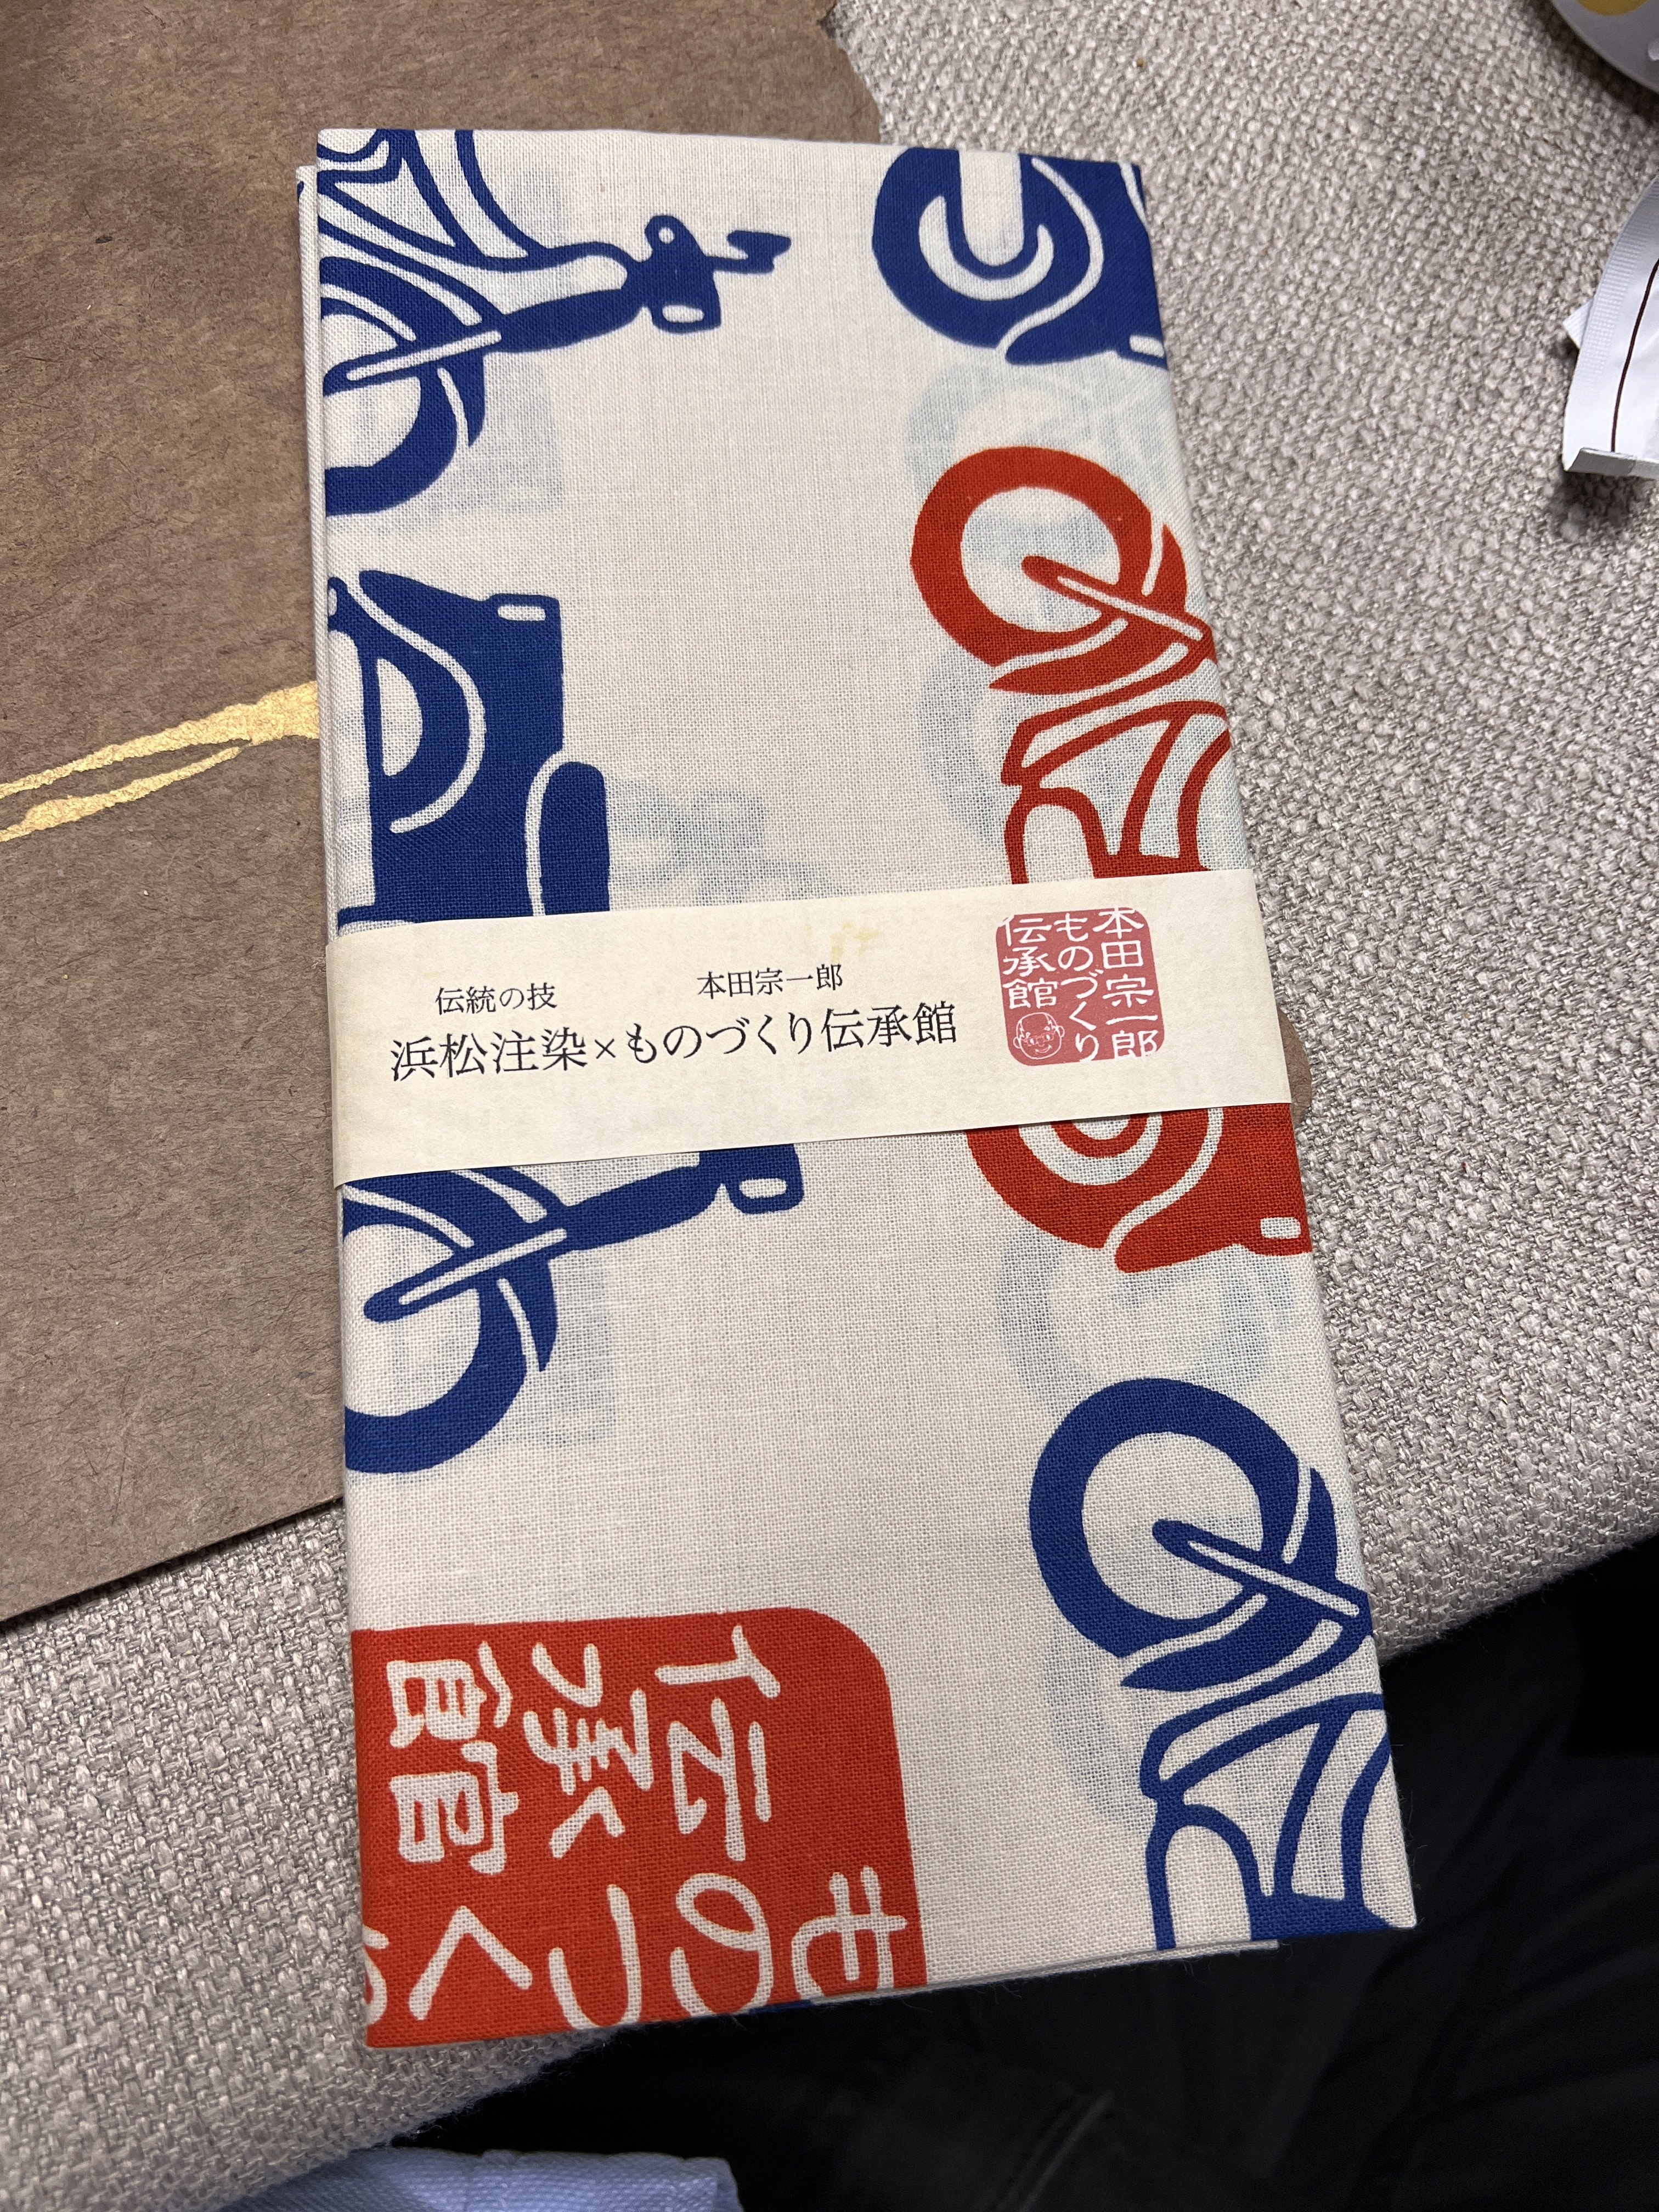 伝統の技
浜松注染×ものづくり伝承館
本田宗一郎
本田宗一郎
ものづくり
伝承館
ものづく
伝承館